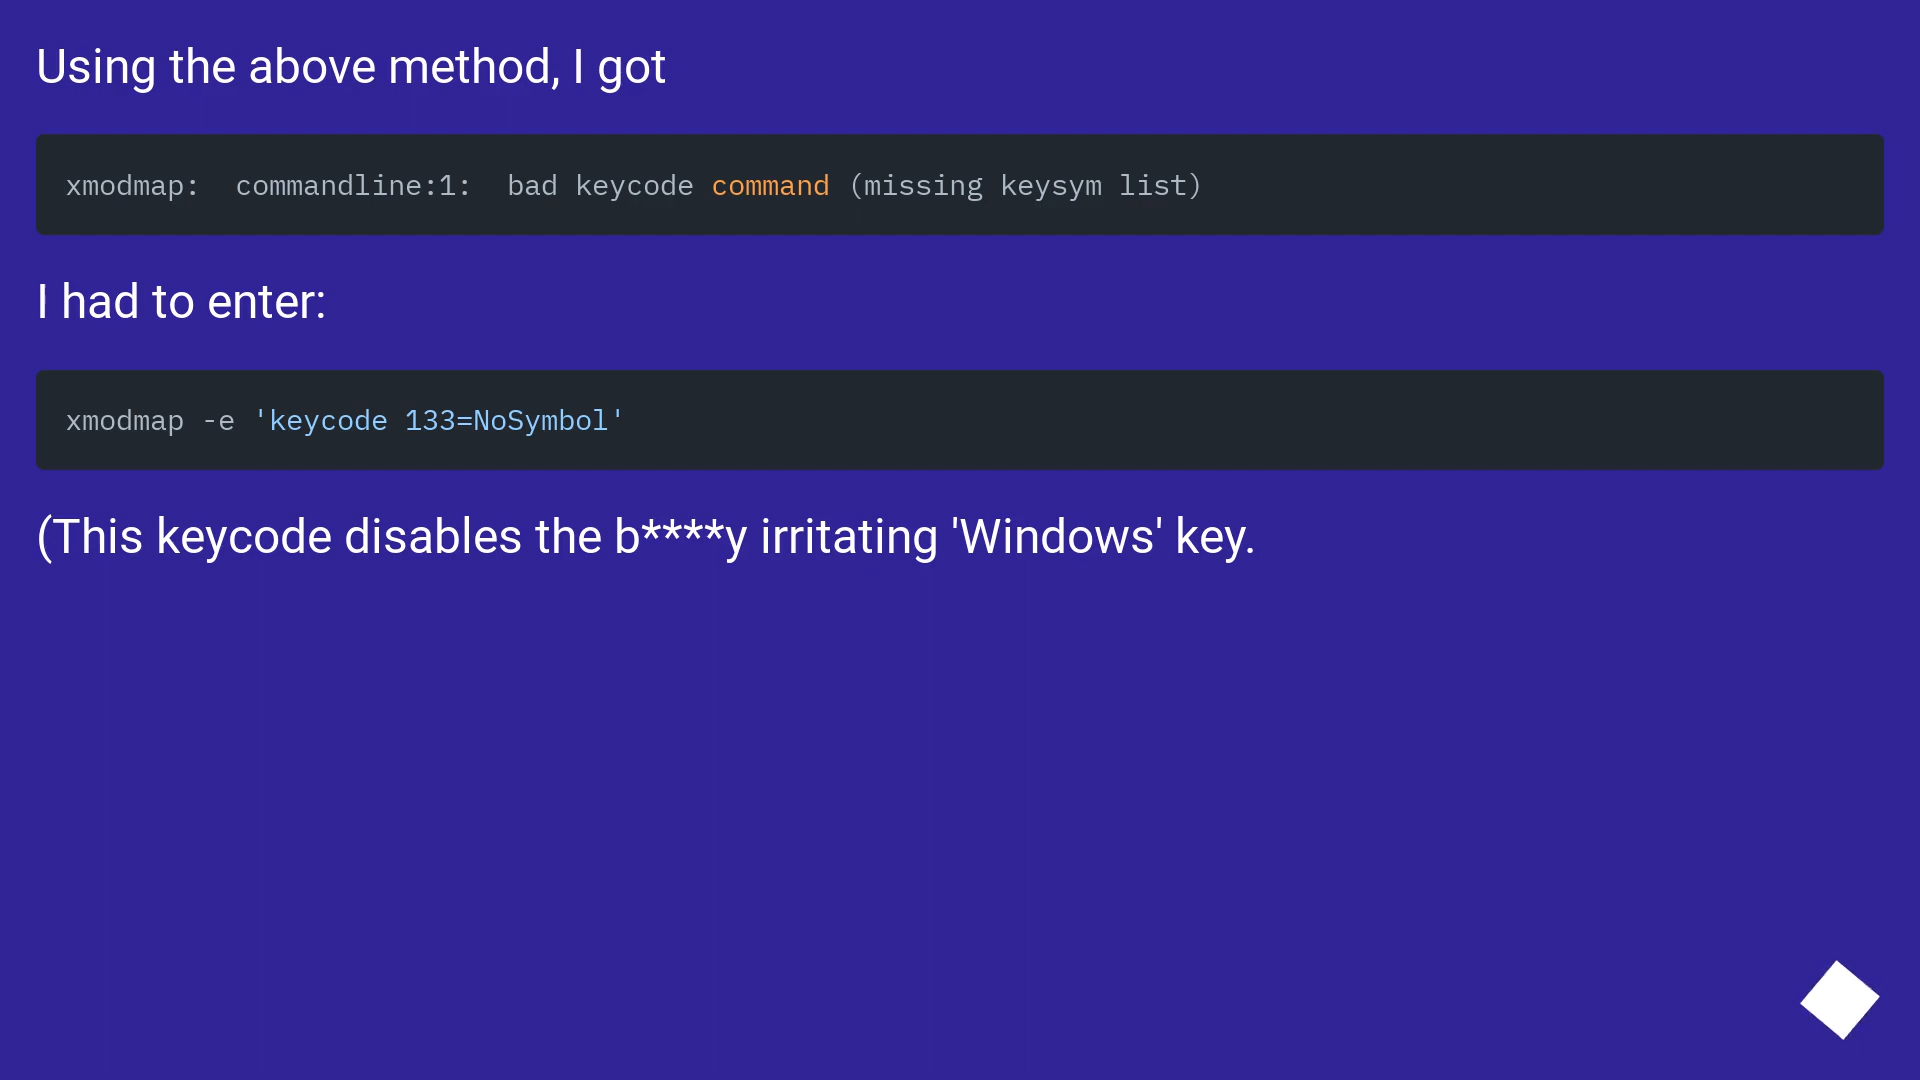 Using the above method, I got
xmodmap:  commandline:1:  bad keycode command (missing keysym list)
I had to enter:
xmodmap -e 'keycode 133=NoSymbol'
(This keycode disables the b****y irritating 'Windows' key.